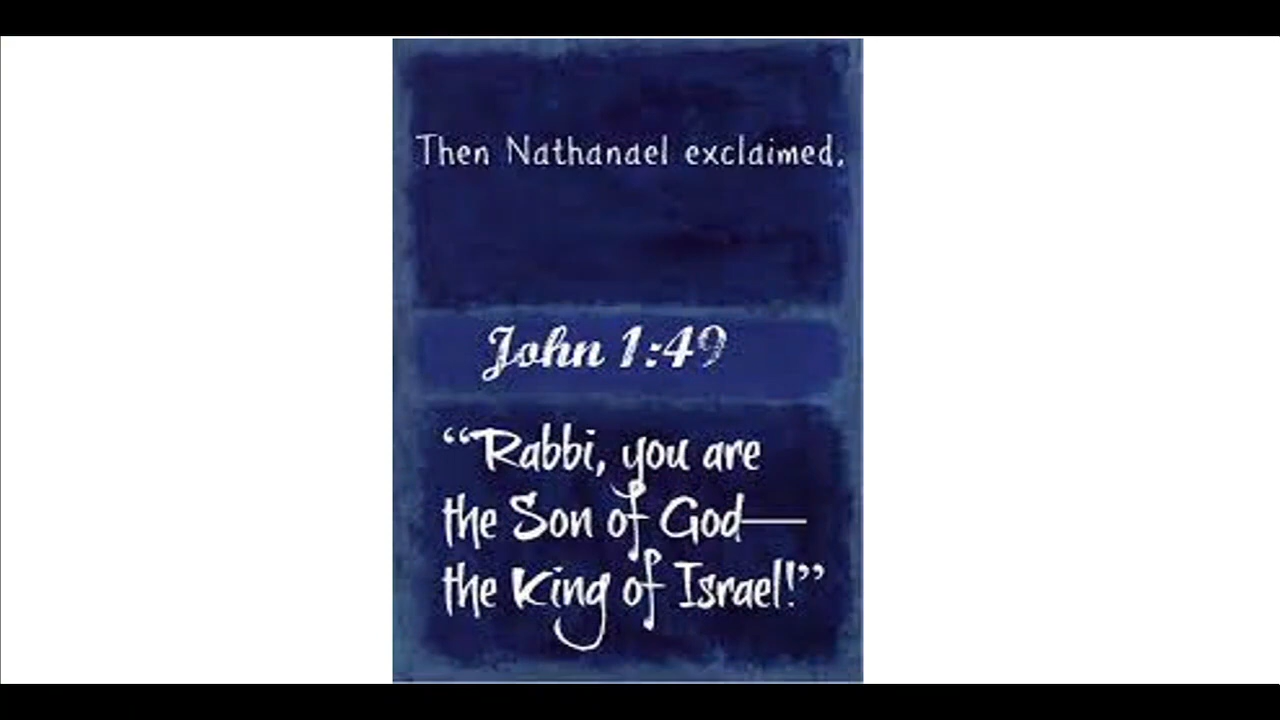 Then Nathanael exclaimed,
John 1:49
“Rabbi, you are
the Son of God—
the King of Israel!”